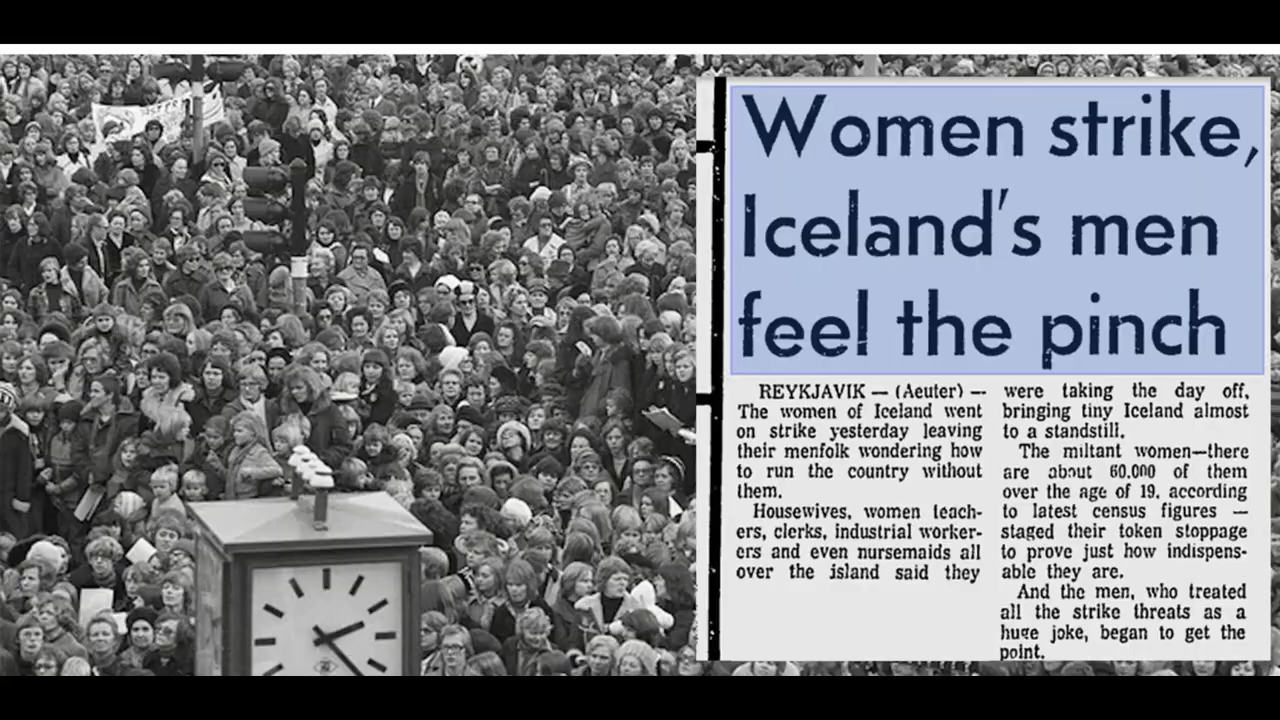 Women strike,
Iceland's men
feel the pinch
REYKJAVIK — (Aeuter) —
The women of Iceland went
on strike yesterday leaving
their menfolk wondering how
to run the country without
them.
Housewives, women teach-
ers, clerks, industrial worker-
ers and even nursemaids all
over the island said they
were taking the day off,
bringing tiny Iceland almost
to a standstill.
The miltant women—there
are about 60.000 of them
over the age of 19, according
to latest census figures —
staged their token stoppage
to prove just how indispens-
able they are.
And the men, who treated
all the strike threats as a
huge joke, began to get the
point.